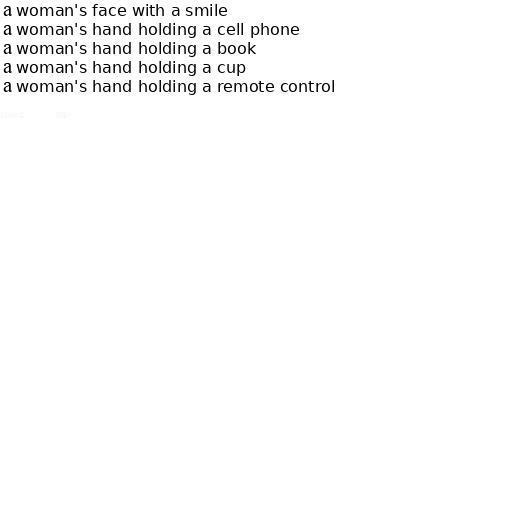 a woman's face with a smile
a woman's hand holding a cell phone
a woman's hand holding a book
a woman's hand holding a cup
a woman's hand holding a remote control